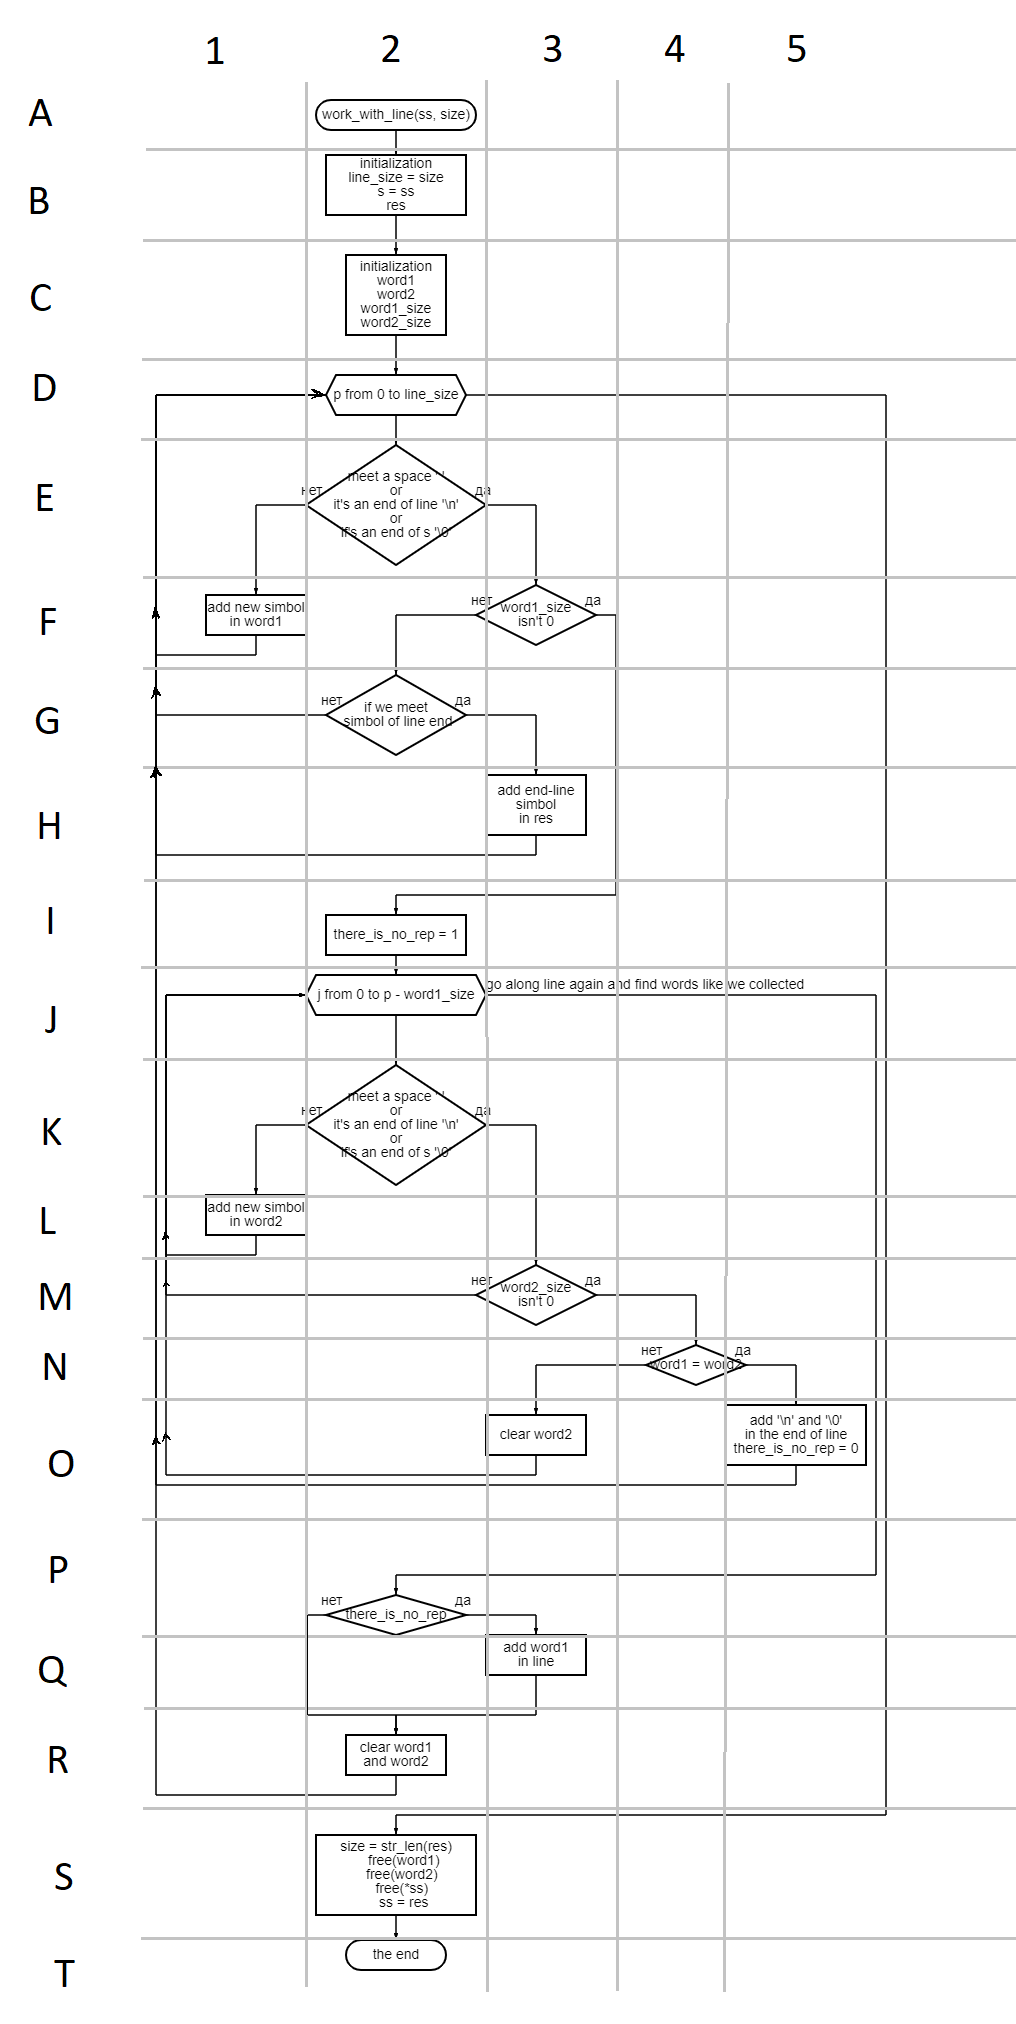 1 2 3 4 5
A
work_with_line(ss, size)
B
initialization
line_size = size
s = ss
res
C
initialization
word1
word2
word1_size
word2_size
D
p from 0 to line_size
E
нет
да
meet a space ' '
or
it's an end of line '\n'
or
if's an end of s '\0'
F
add new simbol
in word1
нет
word1_size
isn't 0
да
G
нет
if we meet
simbol of line end
да
H
add end-line
simbol
in res
I
there_is_no_rep = 1
J
j from 0 to p - word1_size
go along line again and find words like we collected
K
нет
да
meet a space ' '
or
it's an end of line '\n'
or
if's an end of s '\0'
L
add new simbol
in word2
M
нет
word2_size
isn't 0
да
N
нет
word1 = word2
да
O
clear word2
add '\n' and '\0'
in the end of line
there_is_no_rep = 0
P
нет
there_is_no_rep
да
Q
add word1
in line
R
clear word1
and word2
S
size = str_len(res)
free(word1)
free(word2)
free(*ss)
ss = res
T
the end